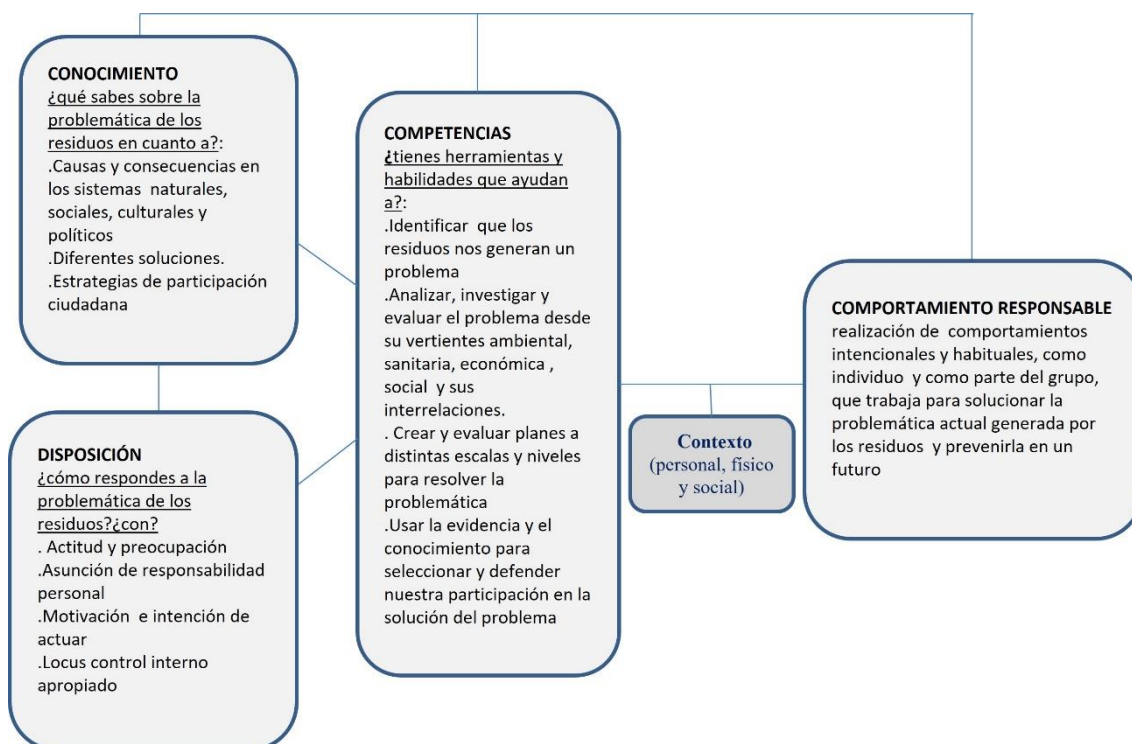 CONOCIMIENTO
¿qué sabes sobre la
problemática de los
residuos en cuanto a?:
.Causas y consecuencias en
los sistemas naturales,
sociales, culturales y
políticos
.Diferentes soluciones.
.Estrategias de participación
ciudadana
DISPOSICIÓN
¿cómo respondes a la
problemática de los
residuos?¿con?
. Actitud y preocupación
.Asunción de responsabilidad
personal
.Motivación e intención de
actuar
.Locus control interno
apropiado
COMPETENCIAS
¿tienes herramientas y
habilidades que ayudan
a?:
.Identificar que los
residuos nos generan un
problema
.Analizar, investigar y
evaluar el problema desde
su vertientes ambiental,
sanitaria, económica ,
social y sus
interrelaciones.
. Crear y evaluar planes a
distintas escalas y niveles
para resolver la
problemática
.Usar la evidencia y el
conocimiento para
seleccionar y defender
nuestra participación en la
solución del problema
Contexto
(personal, físico
y social)
COMPORTAMIENTO RESPONSABLE
realización de comportamientos
intencionales y habituales, como
individuo y como parte del grupo,
que trabaja para solucionar la
problemática actual generada por
los residuos y prevenirla en un
futuro